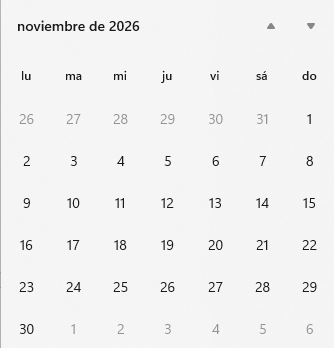 noviembre de 2026
lu ma mi ju vi sá do
26 27 28 29 30 31 1
2 3 4 5 6 7 8
9 10 11 12 13 14 15
16 17 18 19 20 21 22
23 24 25 26 27 28 29
30 1 2 3 4 5 6